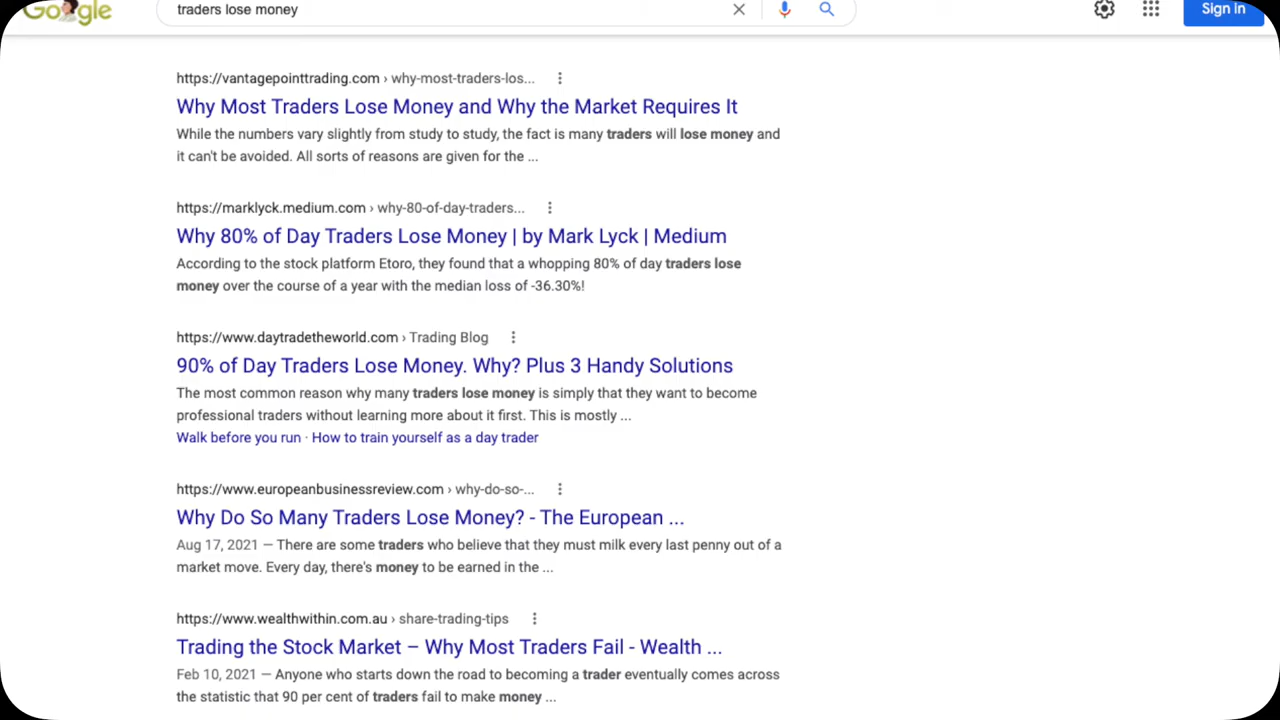 Google
traders lose money
Sign in
https://vantagepointtrading.com › why-most-traders-los...
Why Most Traders Lose Money and Why the Market Requires It
While the numbers vary slightly from study to study, the fact is many traders will lose money and
it can't be avoided. All sorts of reasons are given for the ...
https://marklyck.medium.com › why-80-of-day-traders...
Why 80% of Day Traders Lose Money | by Mark Lyck | Medium
According to the stock platform Etoro, they found that a whopping 80% of day traders lose
money over the course of a year with the median loss of -36.30%!
https://www.daytradetheworld.com › Trading Blog
90% of Day Traders Lose Money. Why? Plus 3 Handy Solutions
The most common reason why many traders lose money is simply that they want to become
professional traders without learning more about it first. This is mostly ...
Walk before you run · How to train yourself as a day trader
https://www.europeanbusinessreview.com › why-do-so-...
Why Do So Many Traders Lose Money? - The European ...
Aug 17, 2021 — There are some traders who believe that they must milk every last penny out of a
market move. Every day, there's money to be earned in the ...
https://www.wealthwithin.com.au › share-trading-tips
Trading the Stock Market – Why Most Traders Fail - Wealth ...
Feb 10, 2021 — Anyone who starts down the road to becoming a trader eventually comes across
the statistic that 90 per cent of traders fail to make money ...